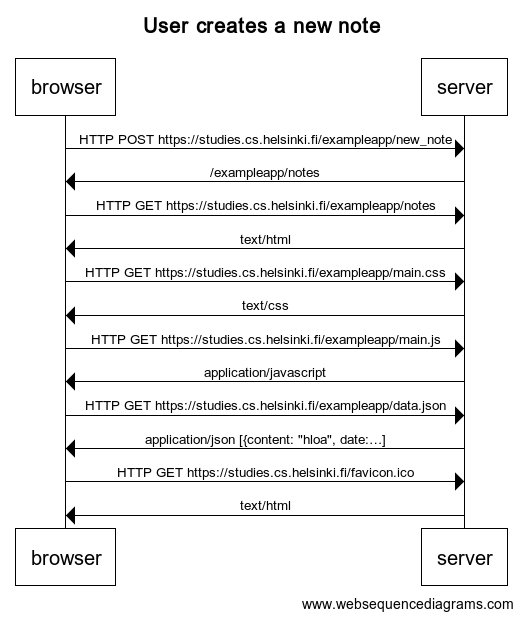 User creates a new note
browser server
HTTP POST https://studies.cs.helsinki.fi/exampleapp/new_note
/exampleapp/notes
HTTP GET https://studies.cs.helsinki.fi/exampleapp/notes
text/html
HTTP GET https://studies.cs.helsinki.fi/exampleapp/main.css
text/css
HTTP GET https://studies.cs.helsinki.fi/exampleapp/main.js
application/javascript
HTTP GET https://studies.cs.helsinki.fi/exampleapp/data.json
application/json [{content: "hloa", date:…]
HTTP GET https://studies.cs.helsinki.fi/favicon.ico
text/html
browser server
www.websequencediagrams.com